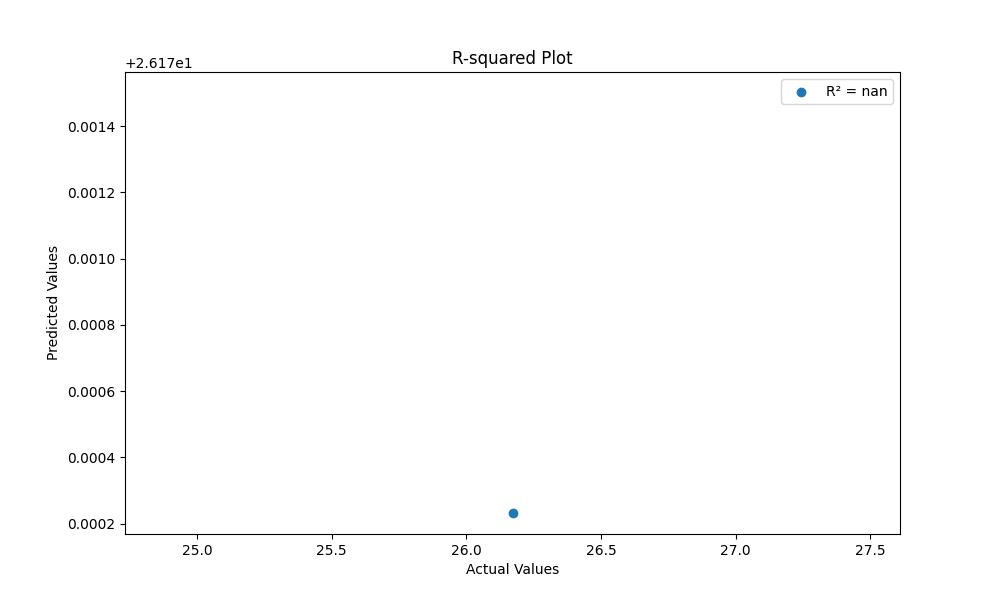 R-squared Plot
+2.617e1
R² = nan
0.0014
0.0012
0.0010
0.0008
0.0006
0.0004
0.0002
Predicted Values
25.0
25.5
26.0
26.5
27.0
27.5
Actual Values